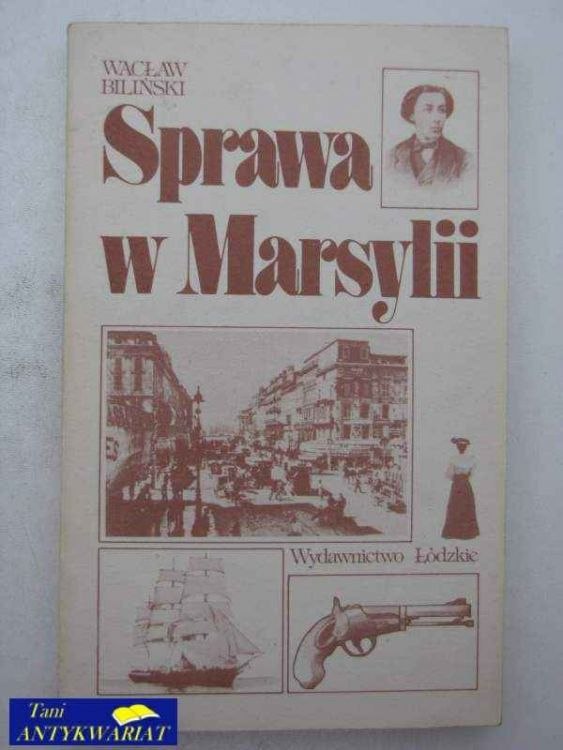 WACŁAW
BILIŃSKI
Sprawa
w Marsylii
Wydawnictwo Łódzkie
Tani
ANTYKWARIAT